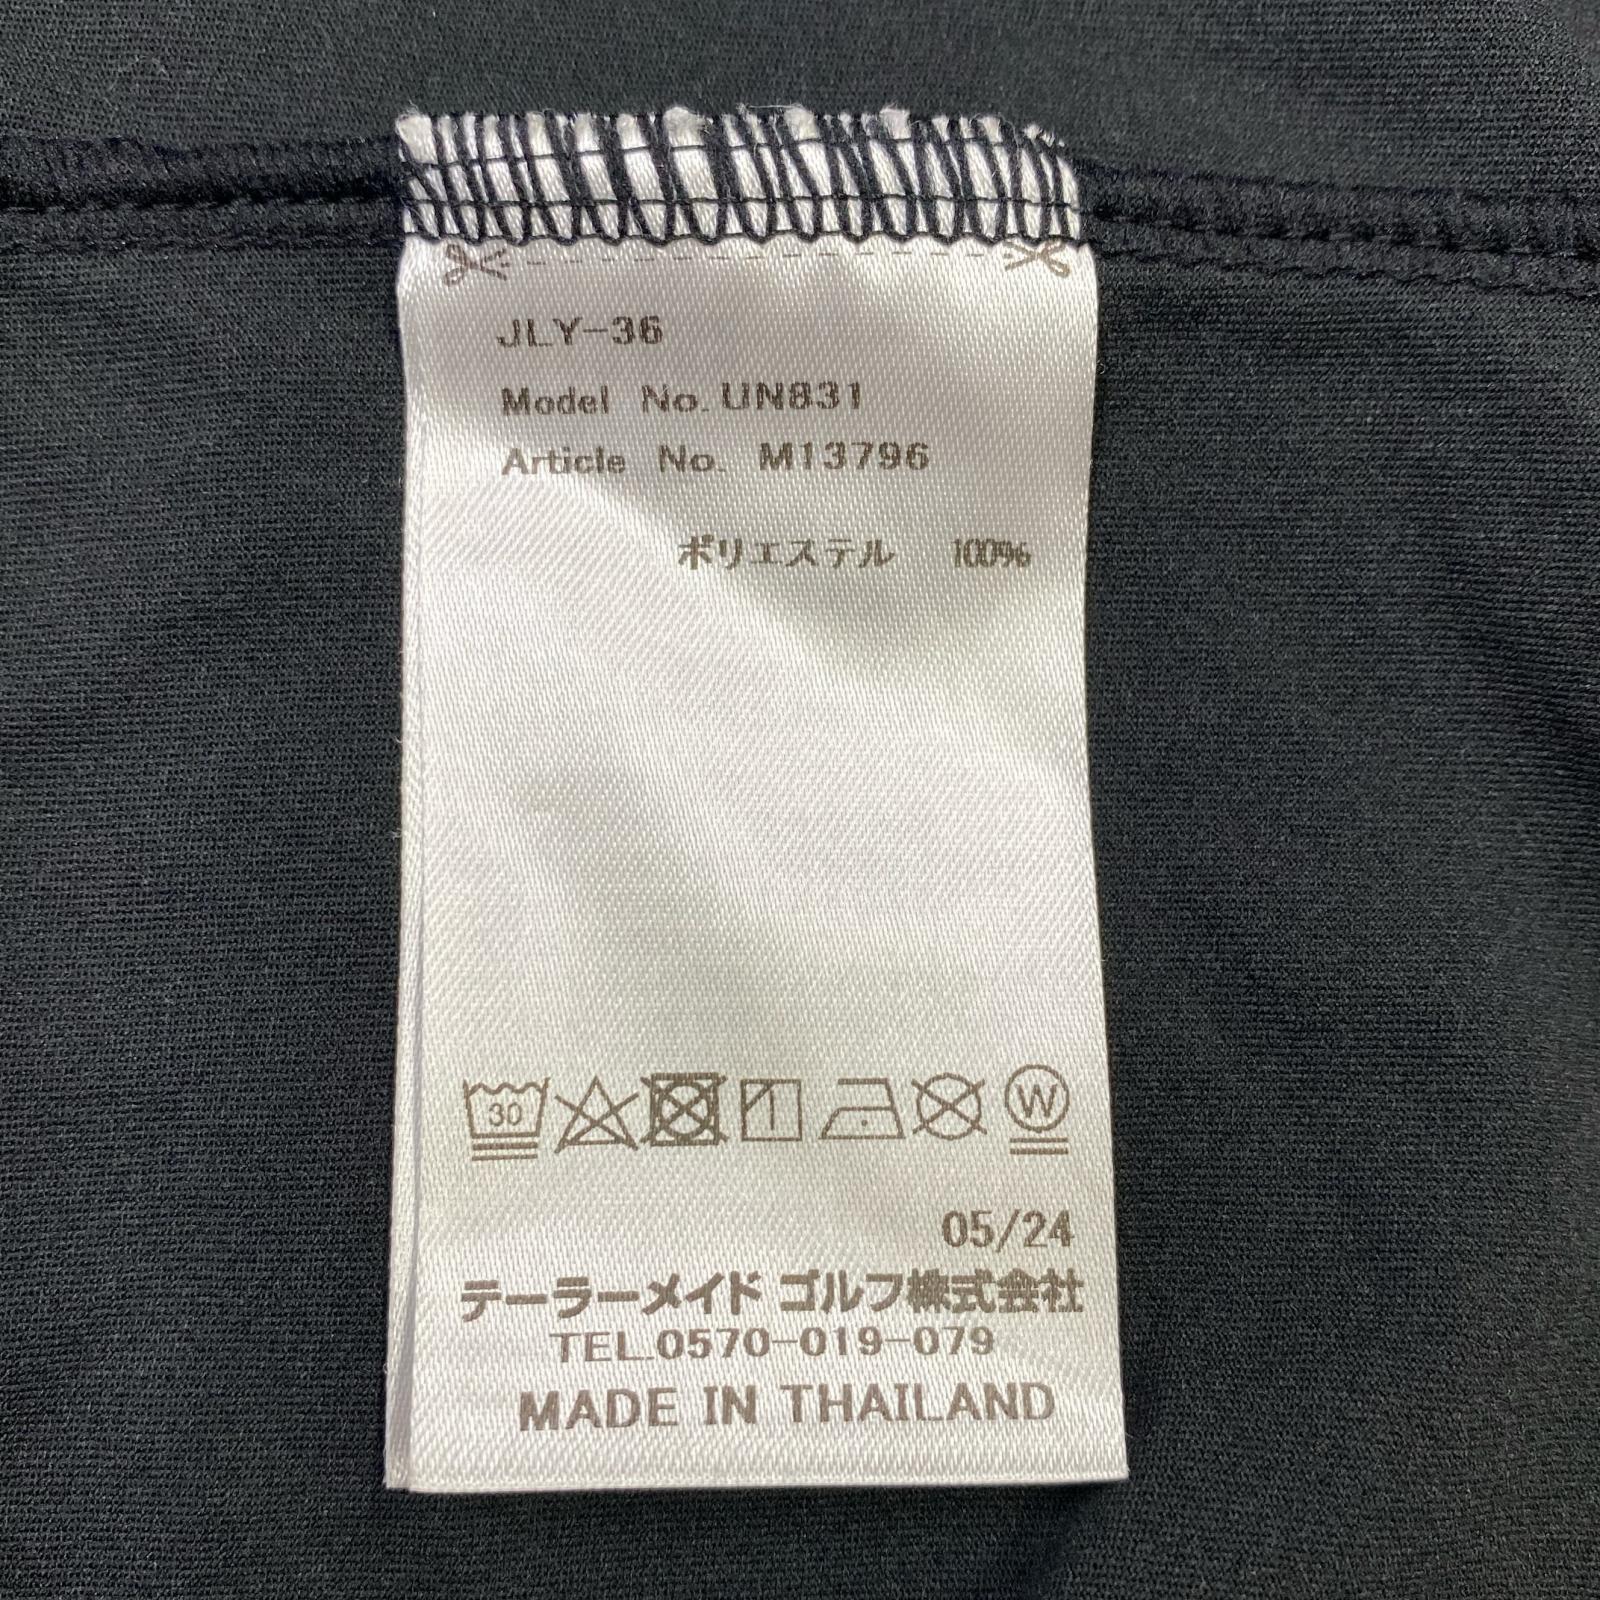 JLY-36
Model No. UN831
Article No. M13796
ポリエステル 100%
30 W
05/24
テーラーメイド ゴルフ株式会社
TEL.0570-019-079
MADE IN THAILAND